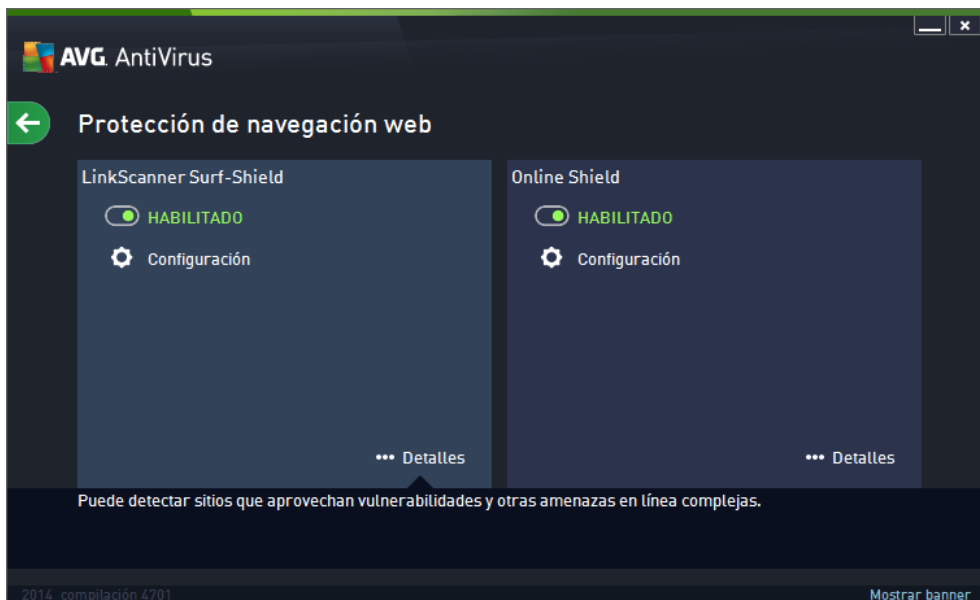 AVG. AntiVirus
Protección de navegación web
LinkScanner Surf-Shield
HABILITADO
Configuración
••• Detalles
Online Shield
HABILITADO
Configuración
••• Detalles
Puede detectar sitios que aprovechan vulnerabilidades y otras amenazas en línea complejas.
2014 compilación 4701
Mostrar banner